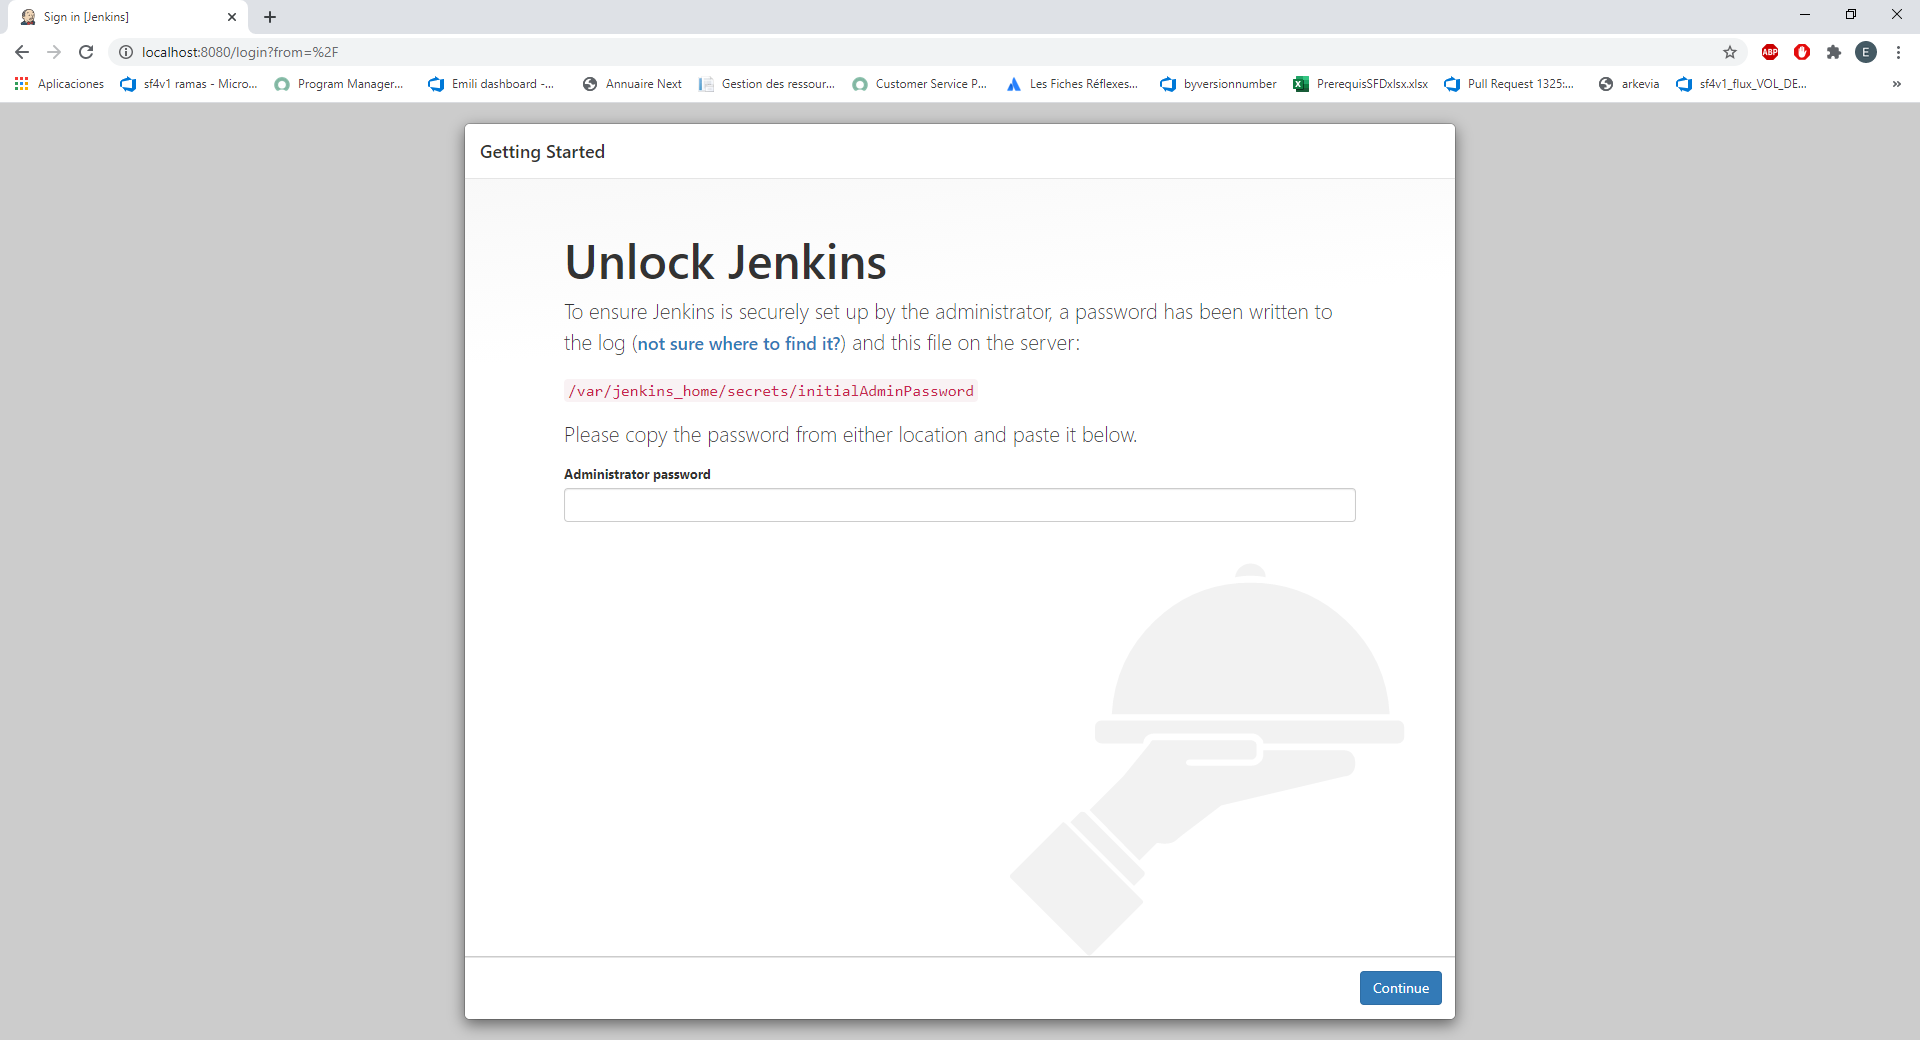 Sign in [Jenkins]
localhost:8080/login?from=%2F
ABP
E
Aplicaciones
sf4v1 ramas - Micro...
Program Manager...
Emili dashboard -...
Annuaire Next
Gestion des ressour...
Customer Service P...
Les Fiches Réflexes...
byversionnumber
PrerequisSFDxlsx.xlsx
Pull Request 1325:...
arkevia
sf4v1_flux_VOL_DE...
Getting Started
Unlock Jenkins
To ensure Jenkins is securely set up by the administrator, a password has been written to
the log (not sure where to find it?) and this file on the server:
/var/jenkins_home/secrets/initialAdminPassword
Please copy the password from either location and paste it below.
Administrator password
Continue